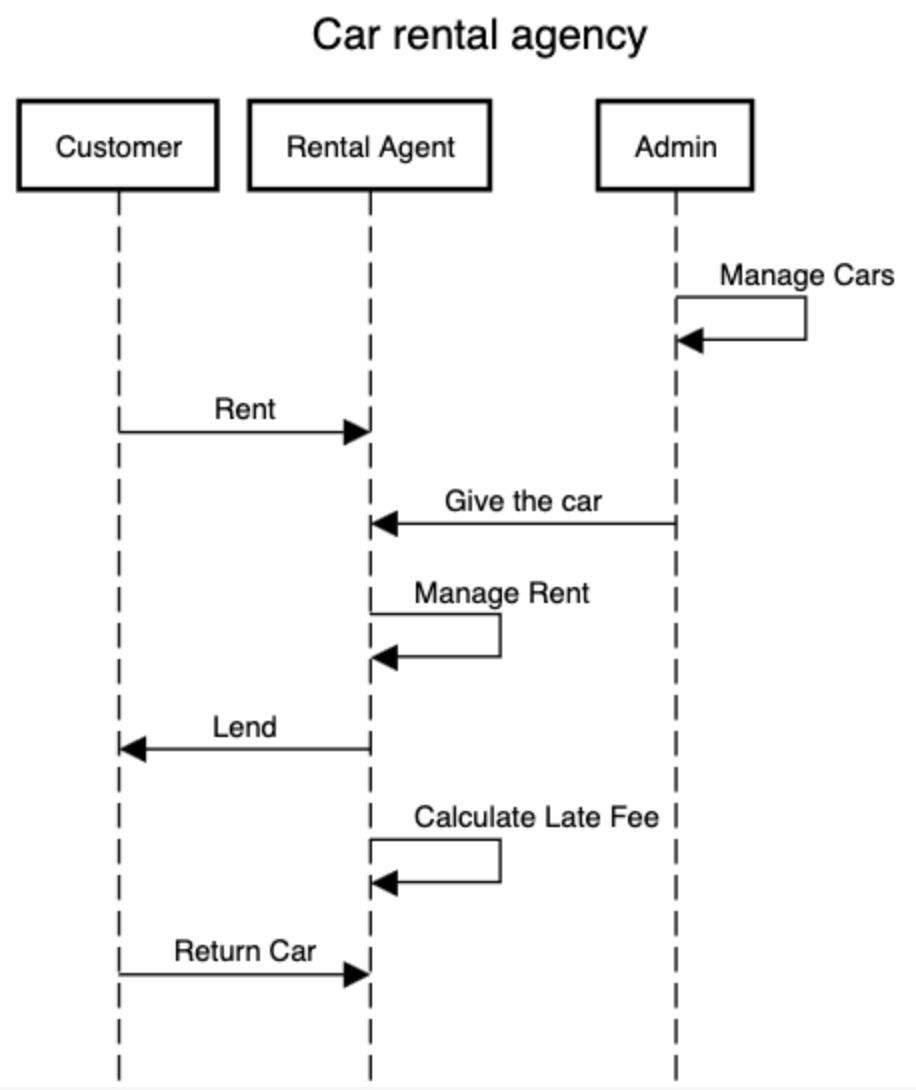 Car rental agency
Customer
Rental Agent
Admin
Manage Cars
Rent
Give the car
Manage Rent
Lend
Calculate Late Fee
Return Car